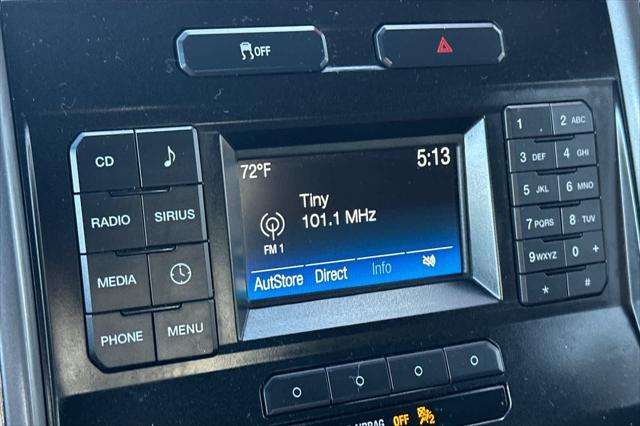 OFF
CD
RADIO
SIRIUS
MEDIA
PHONE
MENU
72°F
5:13
Tiny
101.1 MHz
FM 1
AutStore
Direct
Info
1
2 ABC
3 DEF
4 GHI
5 JKL
6 MNO
7 PQRS
8 TUV
9 WXYZ
0 +
*
#
AIRBAG OFF 2